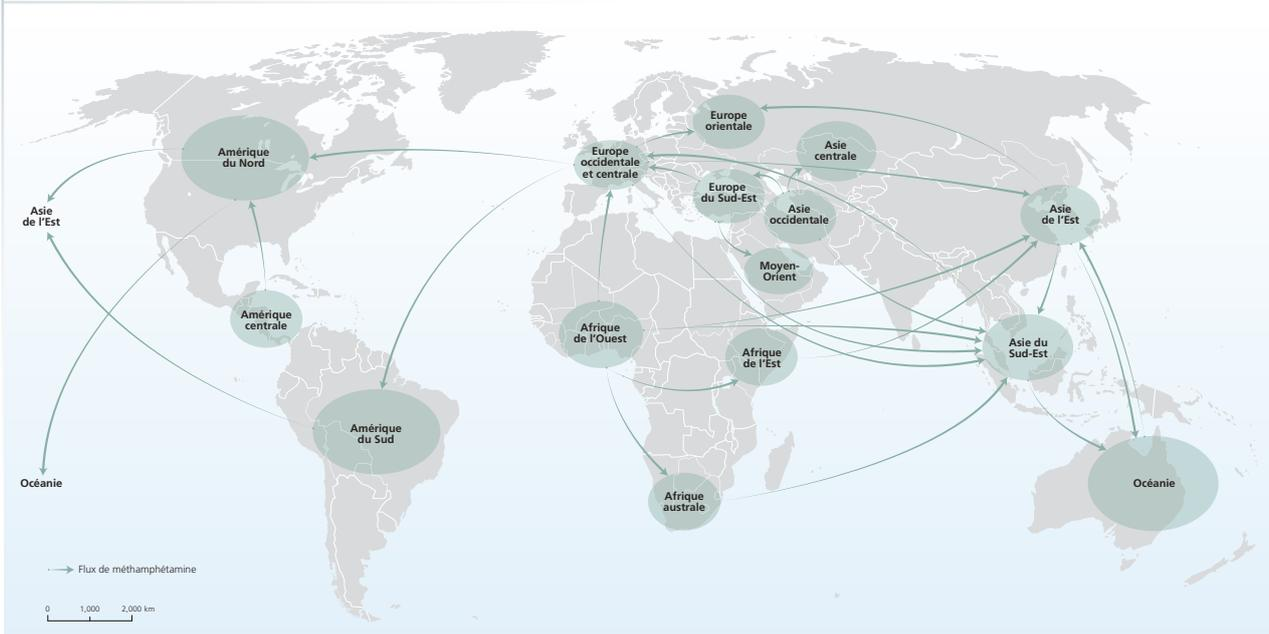 Europe
orientale
Asie
centrale
Amérique
du Nord
Europe
occidentale
et centrale
Europe
du Sud-Est
Asie
occidentale
Asie
de l’Est
Asie
de l’Est
Moyen-
Orient
Amérique
centrale
Afrique
de l’Ouest
Afrique
de l’Est
Asie du
Sud-Est
Amérique
du Sud
Afrique
australe
Océanie
Océanie
Flux de méthamphétamine
0 1,000 2,000 km